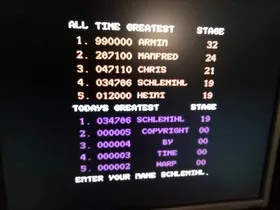 ALL TIME GREATEST STAGE
1. 990000 ARMIN 32
2. 207100 MANFRED 24
3. 047110 CHRIS 21
4. 034706 SCHLEMIHL 19
5. 012000 HEINI 19
TODAYS GREATEST STAGE
1. 034706 SCHLEMIHL 19
2. 000005 COPYRIGHT 00
3. 000004 BY 00
4. 000003 TIME 00
5. 000002 WARP 00
ENTER YOUR NAME SCHLEMIHL.